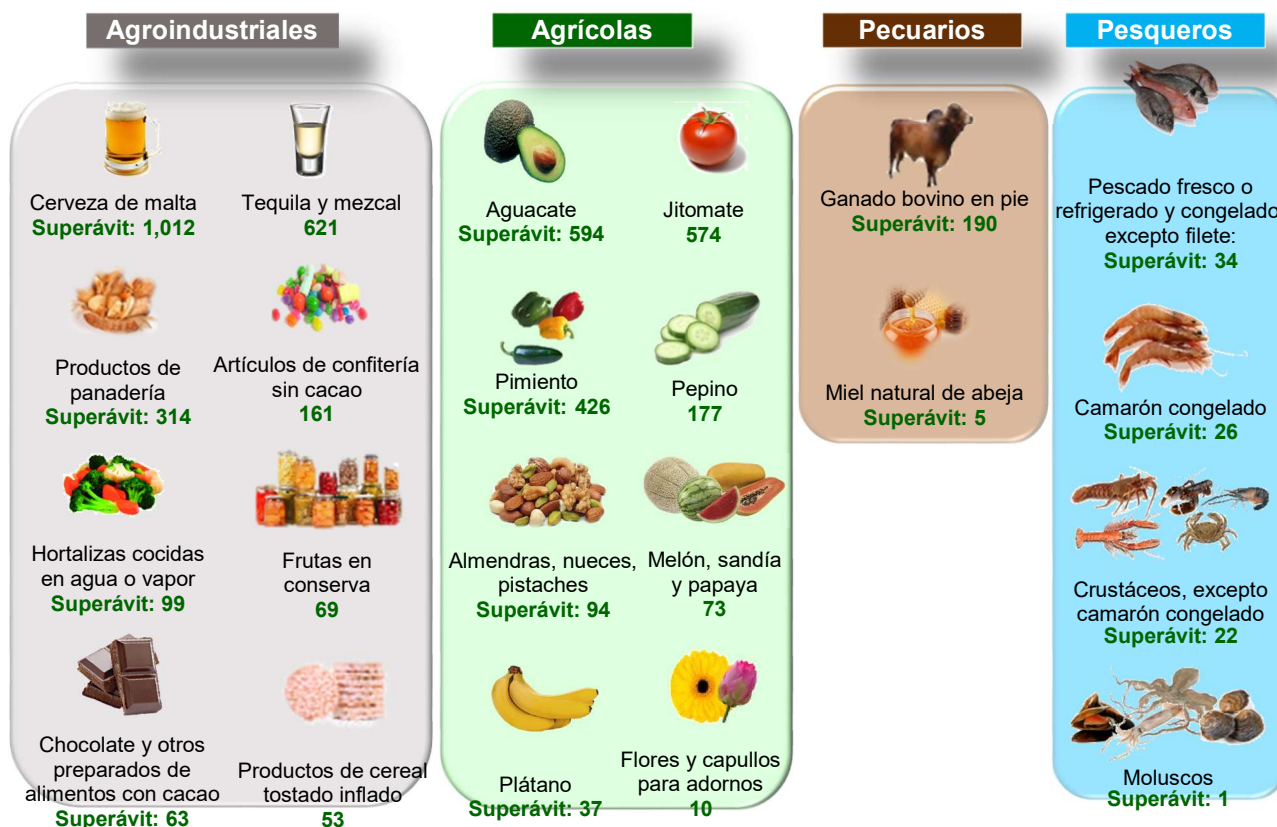 Agroindustriales
Cerveza de malta
Superávit: 1,012
Tequila y mezcal
621
Productos de
panadería
Superávit: 314
Artículos de confitería
sin cacao
161
Hortalizas cocidas
en agua o vapor
Superávit: 99
Frutas en
conserva
69
Chocolate y otros
preparados de
alimentos con cacao
Superávit: 63
Productos de cereal
tostado inflado
53
Agrícolas
Aguacate
Superávit: 594
Jitomate
574
Pimiento
Superávit: 426
Pepino
177
Almendras, nueces,
pistaches
Superávit: 94
Melón, sandía
y papaya
73
Plátano
Superávit: 37
Flores y capullos
para adornos
10
Pecuarios
Ganado bovino en pie
Superávit: 190
Miel natural de abeja
Superávit: 5
Pesqueros
Pescado fresco o
refrigerado y congelado
excepto filete:
Superávit: 34
Camarón congelado
Superávit: 26
Crustáceos, excepto
camarón congelado
Superávit: 22
Moluscos
Superávit: 1